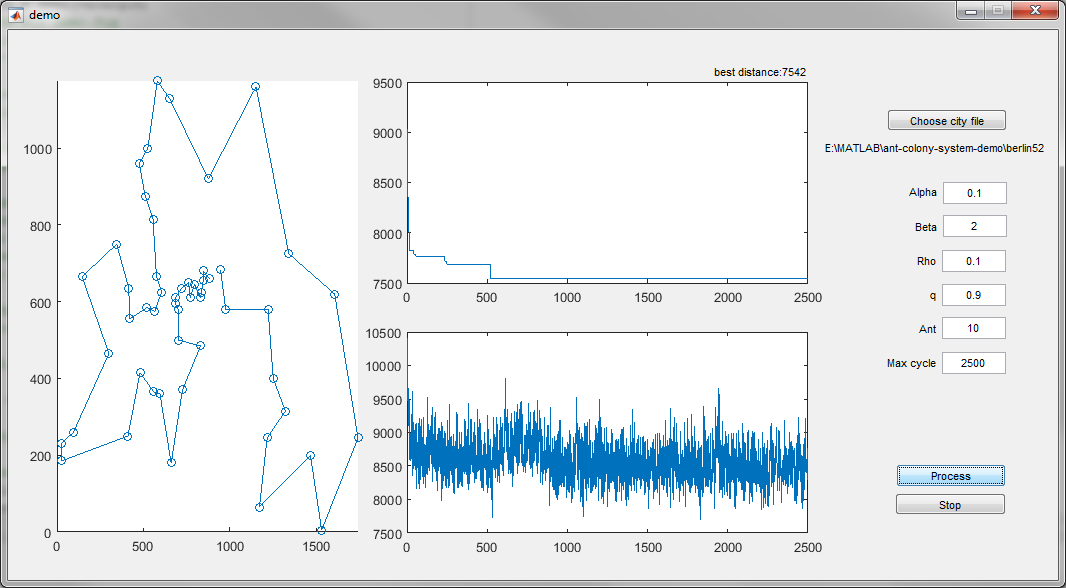 demo
best distance:7542
1000
800
600
400
200
0
0 500 1000 1500
9500
9000
8500
8000
7500
0 500 1000 1500 2000 2500
10500
10000
9500
9000
8500
8000
7500
0 500 1000 1500 2000 2500
Choose city file
E:\MATLAB\ant-colony-system-demo\berlin52
Alpha 0.1
Beta 2
Rho 0.1
q 0.9
Ant 10
Max cycle 2500
Process
Stop